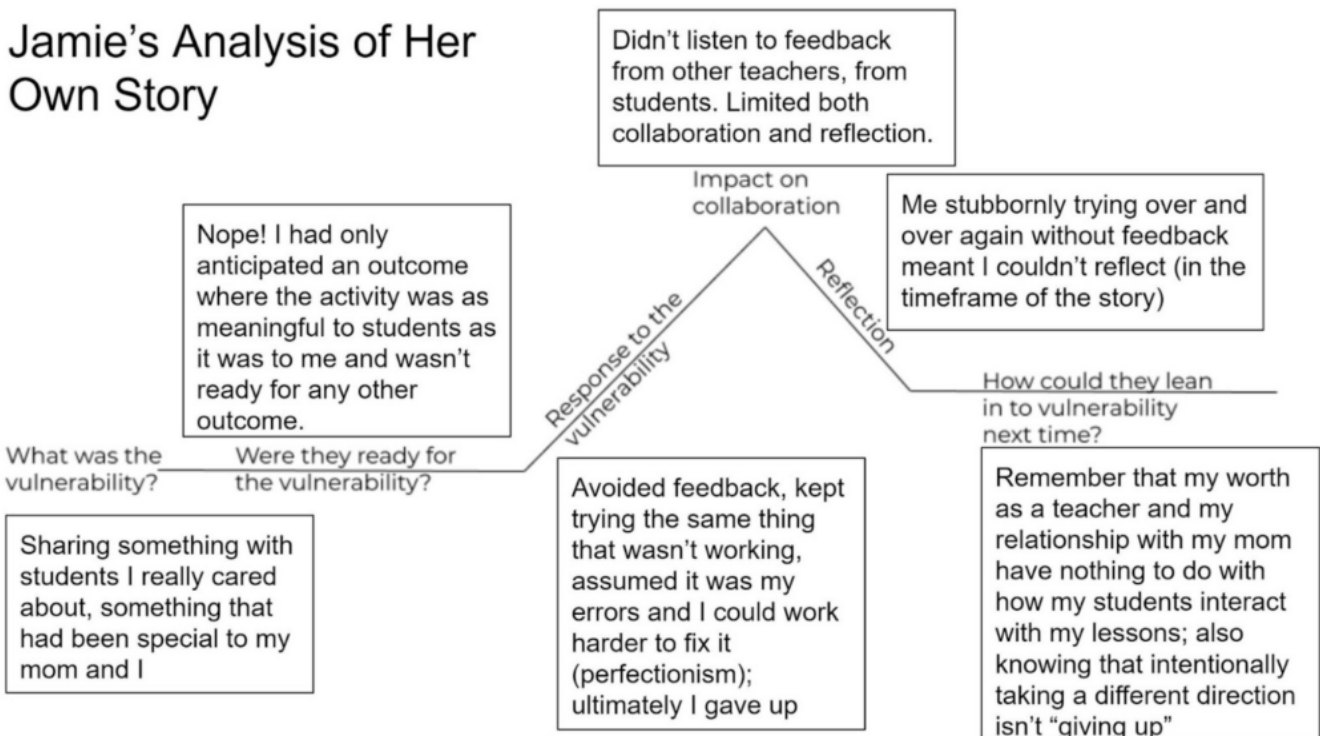 Jamie's Analysis of Her
Own Story
What was the
vulnerability?
Sharing something with
students I really cared
about, something that
had been special to my
mom and I
Nope! I had only
anticipated an outcome
where the activity was as
meaningful to students as
it was to me and wasn't
ready for any other
outcome.
Were they ready for
the vulnerability?
Response to the
vulnerability
Avoided feedback, kept
trying the same thing
that wasn't working,
assumed it was my
errors and I could work
harder to fix it
(perfectionism);
ultimately I gave up
Didn't listen to feedback
from other teachers, from
students. Limited both
collaboration and reflection.
Impact on
collaboration
Reflection
Me stubbornly trying over and
over again without feedback
meant I couldn't reflect (in the
timeframe of the story)
How could they lean
in to vulnerability
next time?
Remember that my worth
as a teacher and my
relationship with my mom
have nothing to do with
how my students interact
with my lessons; also
knowing that intentionally
taking a different direction
isn't "giving up"